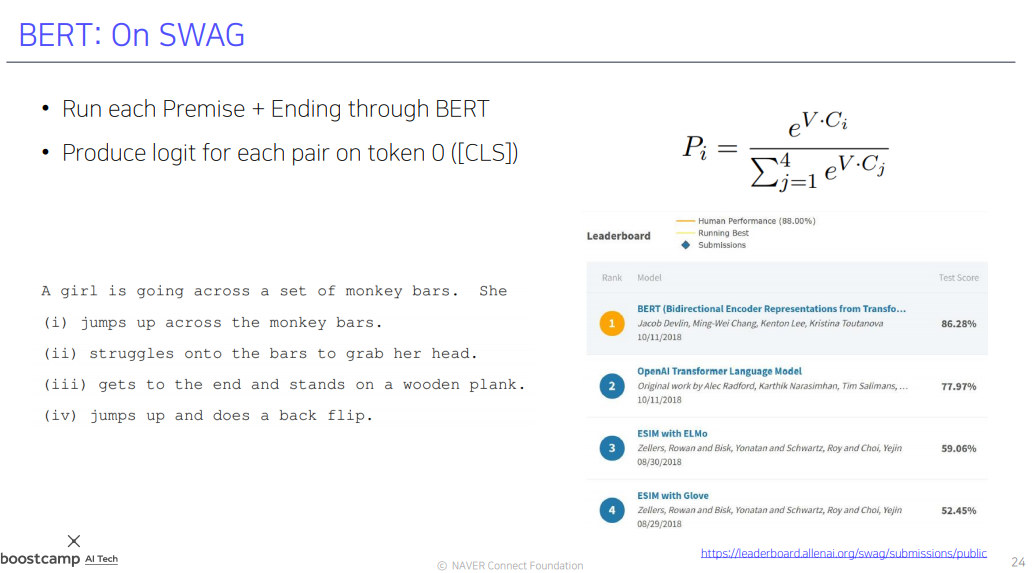 BERT: On SWAG
• Run each Premise + Ending through BERT
• Produce logit for each pair on token 0 ([CLS])
P_i = e^{V·C_i} / \sum_{j=1}^{4} e^{V·C_j}
A girl is going across a set of monkey bars. She
(i) jumps up across the monkey bars.
(ii) struggles onto the bars to grab her head.
(iii) gets to the end and stands on a wooden plank.
(iv) jumps up and does a back flip.
Leaderboard
Human Performance (88.00%)
Running Best
Submissions
Rank Model Test Score
1
BERT (Bidirectional Encoder Representations from Transfo...
Jacob Devlin, Ming-Wei Chang, Kenton Lee, Kristina Toutanova
10/11/2018
86.28%
2
OpenAI Transformer Language Model
Original work by Alec Radford, Karthik Narasimhan, Tim Salimans, ...
10/11/2018
77.97%
3
ESIM with ELMo
Zellers, Rowan and Bisk, Yonatan and Schwartz, Roy and Choi, Yejin
08/30/2018
59.06%
4
ESIM with Glove
Zellers, Rowan and Bisk, Yonatan and Schwartz, Roy and Choi, Yejin
08/29/2018
52.45%
https://leaderboard.allenai.org/swag/submissions/public
boostcamp AI Tech
© NAVER Connect Foundation
24